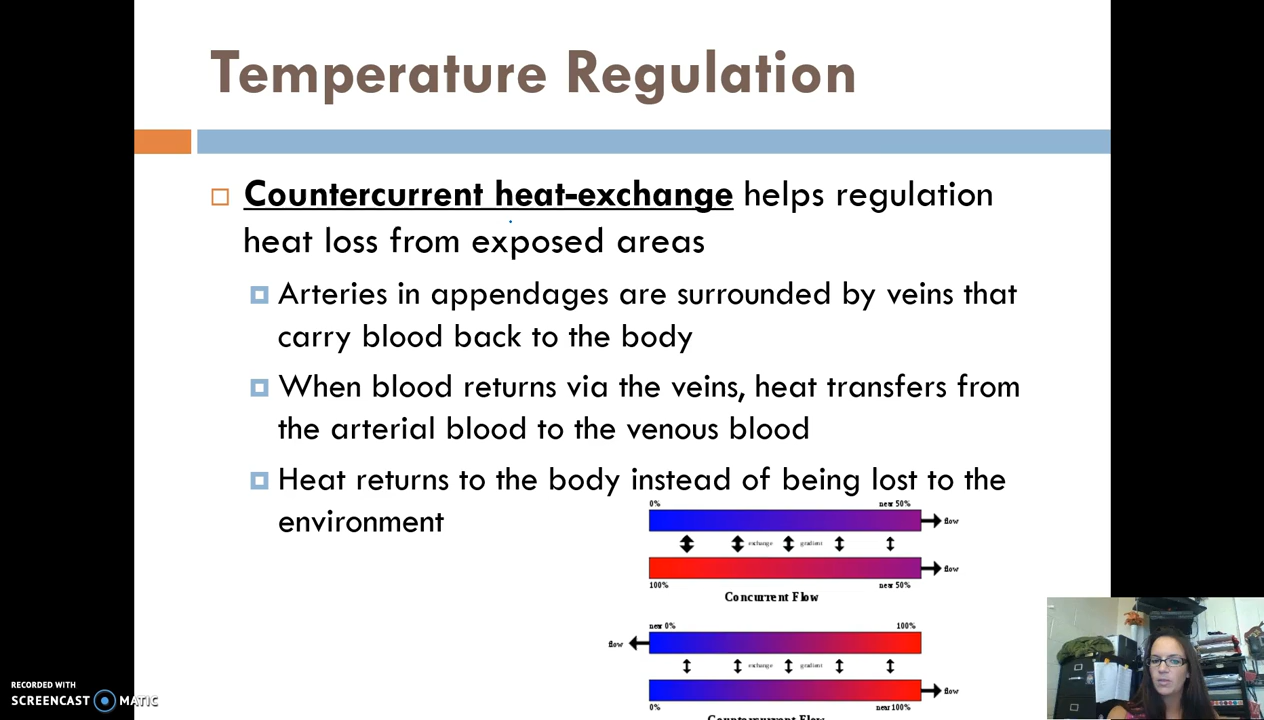 Temperature Regulation
Countercurrent heat-exchange helps regulation
heat loss from exposed areas
Arteries in appendages are surrounded by veins that
carry blood back to the body
When blood returns via the veins, heat transfers from
the arterial blood to the venous blood
Heat returns to the body instead of being lost to the
environment
0% near 50%
flow
exchange gradient
flow
100% near 50%
Concurrent Flow
near 0% 100%
flow
exchange gradient
flow
0% near 100%
Countercurrent Flow
RECORDED WITH
SCREENCAST MATIC